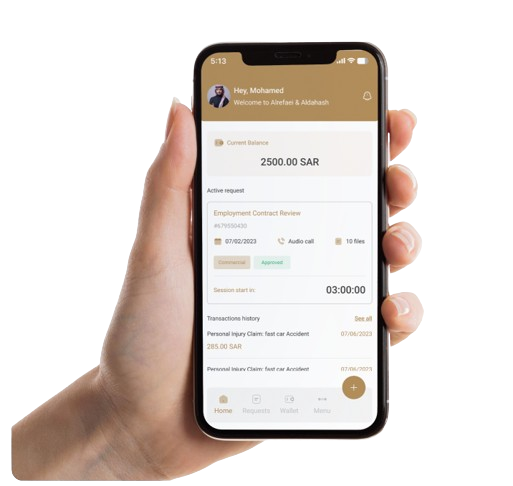 5:13
Hey, Mohamed
Welcome to Alrefaei & Aldahash
Current Balance
2500.00 SAR
Active request
Employment Contract Review
#679550430
07/02/2023 Audio call 10 files
Commercial Approved
Session start in: 03:00:00
Transactions history See all
Personal Injury Claim: fast car Accident 07/06/2023
285.00 SAR
Personal Injury Claim: fast car Accident 07/06/2023
+
Home Requests Wallet Menu